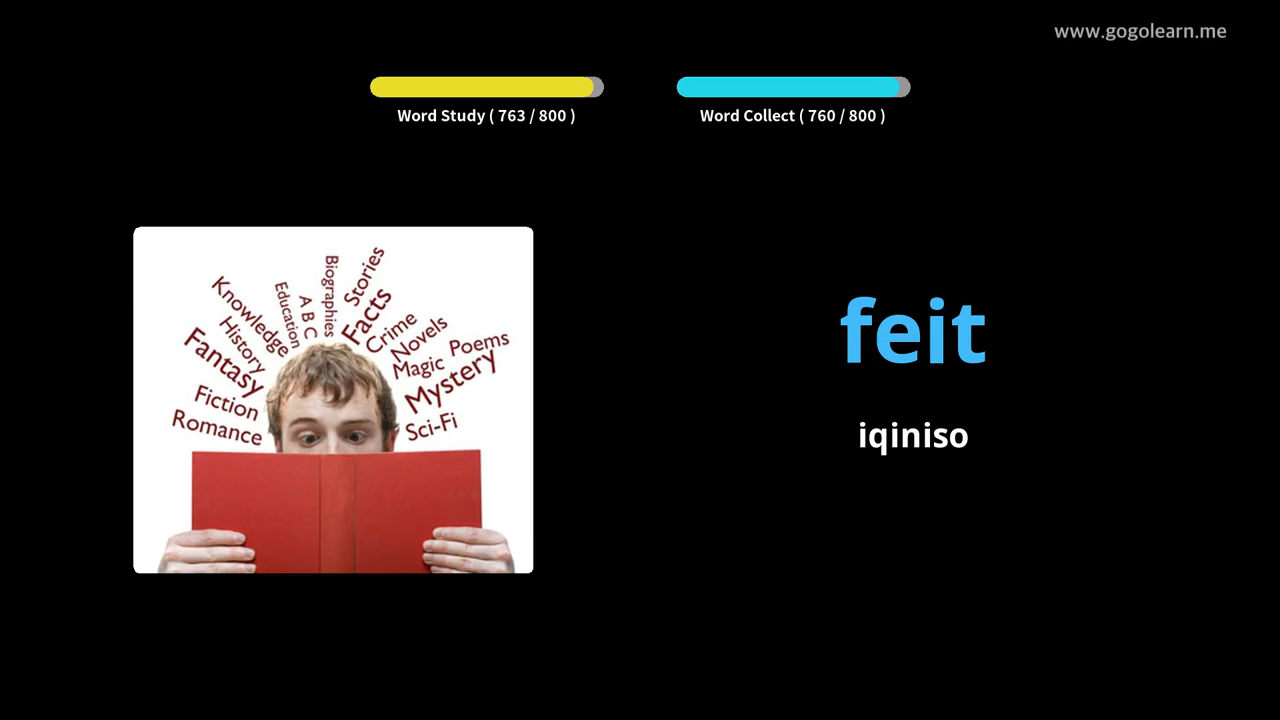 www.gogolearn.me
Word Study ( 763 / 800 )
Word Collect ( 760 / 800 )
Biographies
Stories
Education
A B C
Facts
Knowledge
Crime
History
Novels
Fantasy
Magic
Poems
Mystery
Fiction
Romance
Sci-Fi
feit
iqiniso